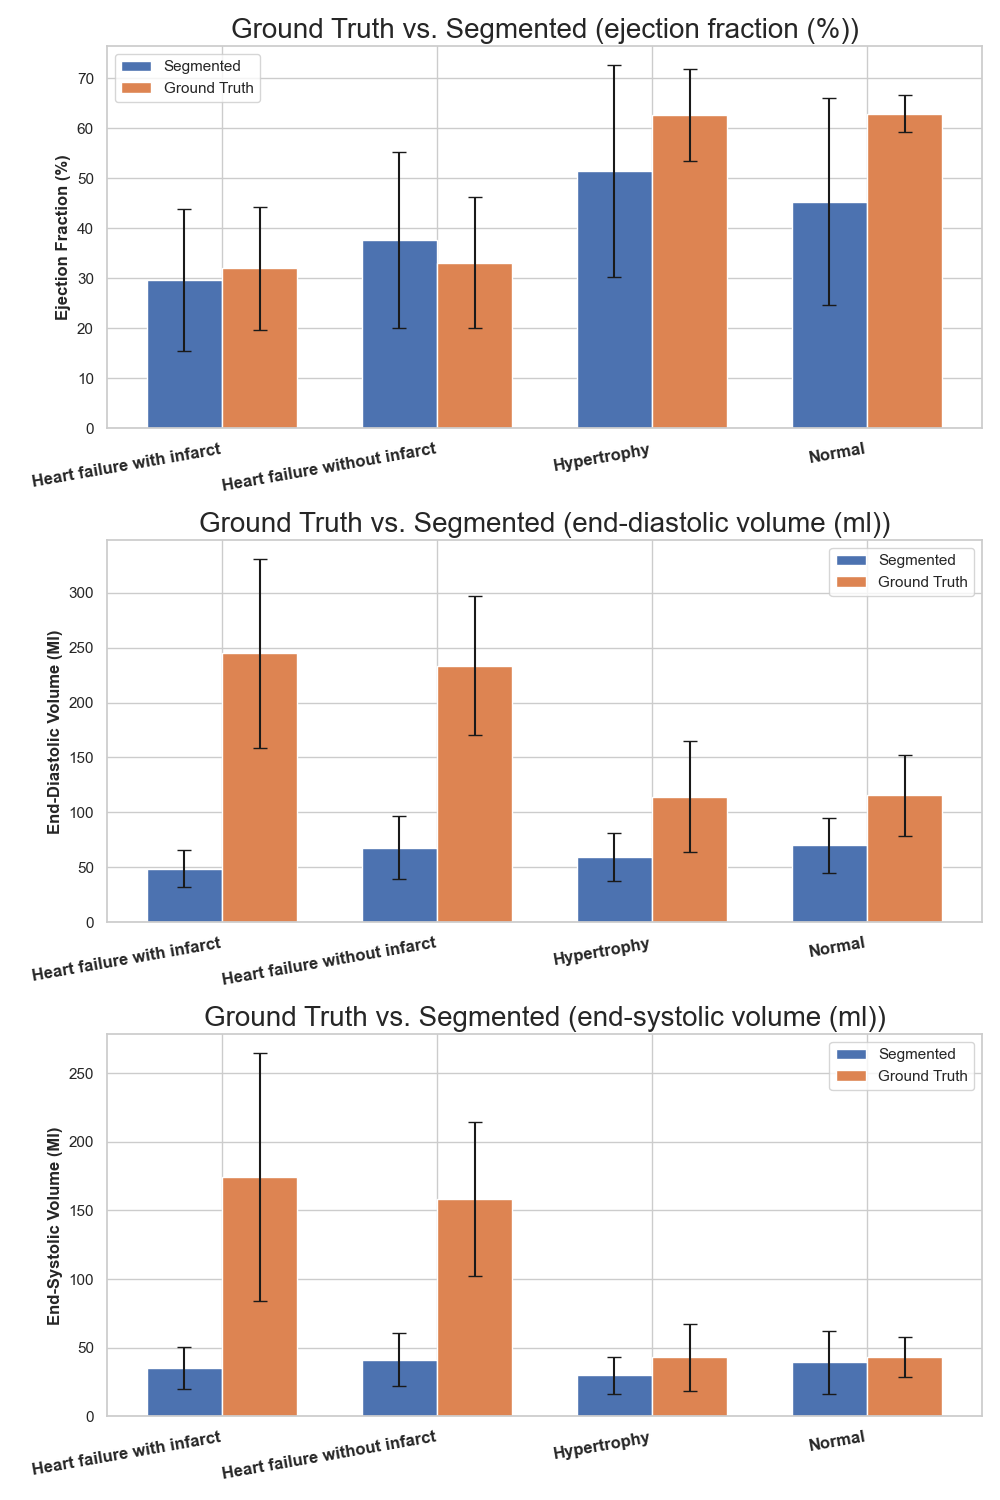 Ground Truth vs. Segmented (ejection fraction (%))
Segmented
Ground Truth
Ejection Fraction (%)
70
60
50
40
30
20
10
0
Heart failure with infarct
Heart failure without infarct
Hypertrophy
Normal
Ground Truth vs. Segmented (end-diastolic volume (ml))
Segmented
Ground Truth
End-Diastolic Volume (Ml)
300
250
200
150
100
50
0
Heart failure with infarct
Heart failure without infarct
Hypertrophy
Normal
Ground Truth vs. Segmented (end-systolic volume (ml))
Segmented
Ground Truth
End-Systolic Volume (Ml)
250
200
150
100
50
0
Heart failure with infarct
Heart failure without infarct
Hypertrophy
Normal